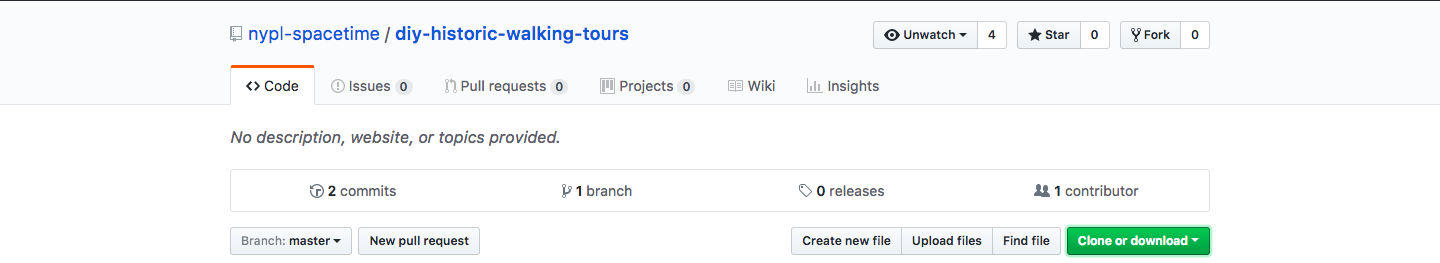 nypl-spacetime / diy-historic-walking-tours Unwatch 4 Star 0 Fork 0
Code Issues 0 Pull requests 0 Projects 0 Wiki Insights
No description, website, or topics provided.
2 commits 1 branch 0 releases 1 contributor
Branch: master New pull request Create new file Upload files Find file Clone or download